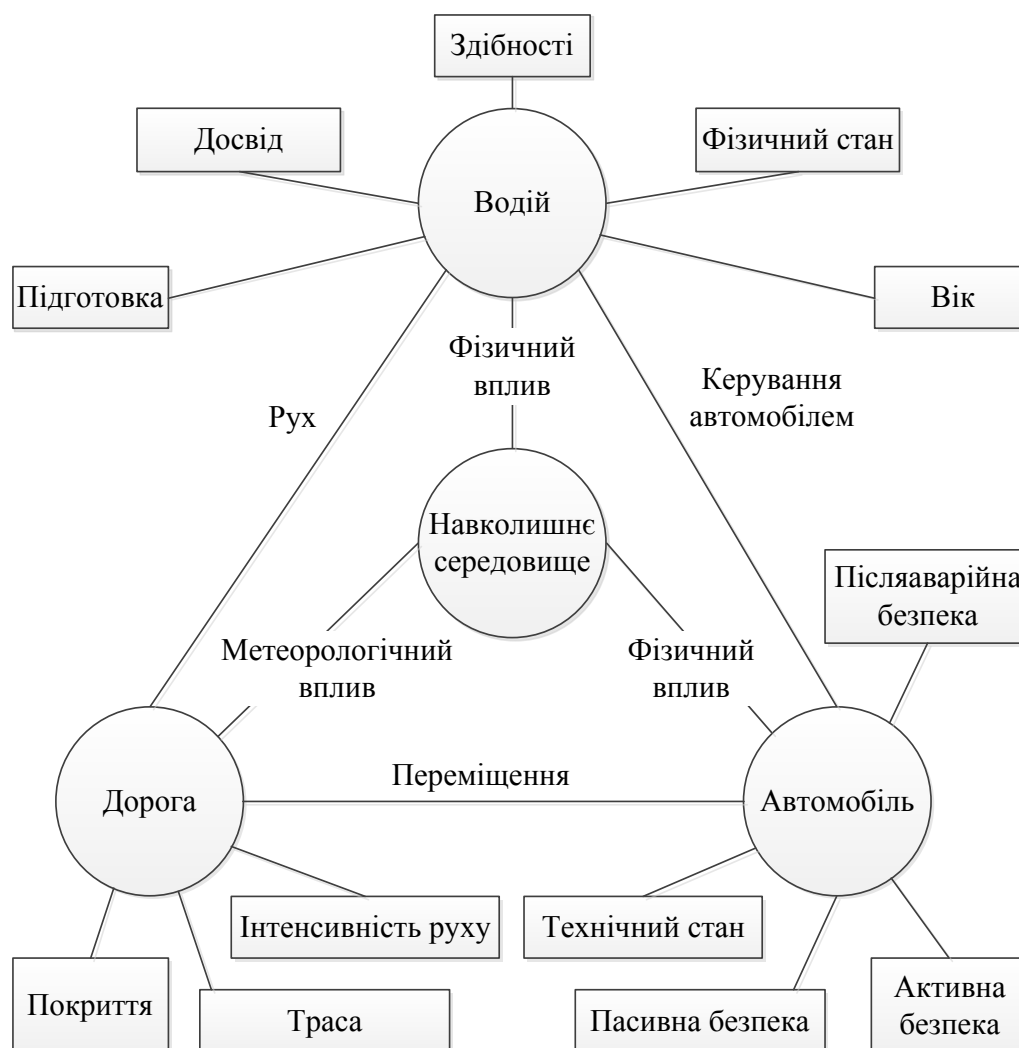 Здібності
Досвід
Фізичний стан
Водій
Підготовка
Вік
Фізичний
вплив
Керування
автомобілем
Рух
Навколишнє
середовище
Післяаварійна
безпека
Метеорологічний
вплив
Фізичний
вплив
Переміщення
Дорога
Автомобіль
Інтенсивність руху
Технічний стан
Покриття
Траса
Пасивна безпека
Активна
безпека